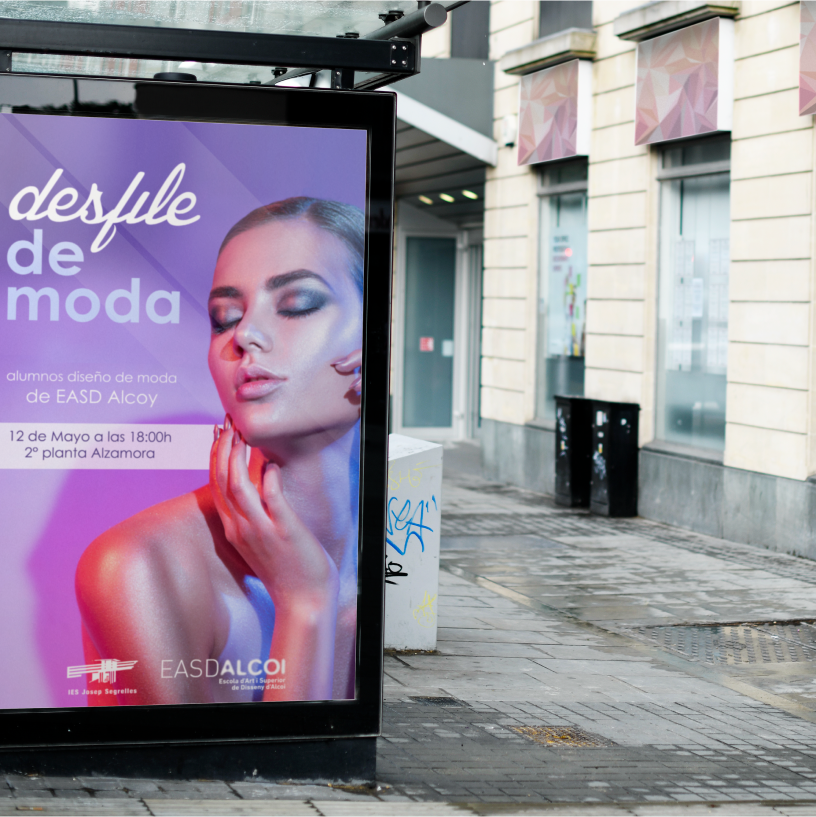 desfile
de
moda
alumnos diseño de moda
de EASD Alcoy
12 de Mayo a las 18:00h
2º planta Alzamora
IES Josep Segrelles
EASDALCOI
Escola d'Art i Superior
de Disseny d'Alcoi